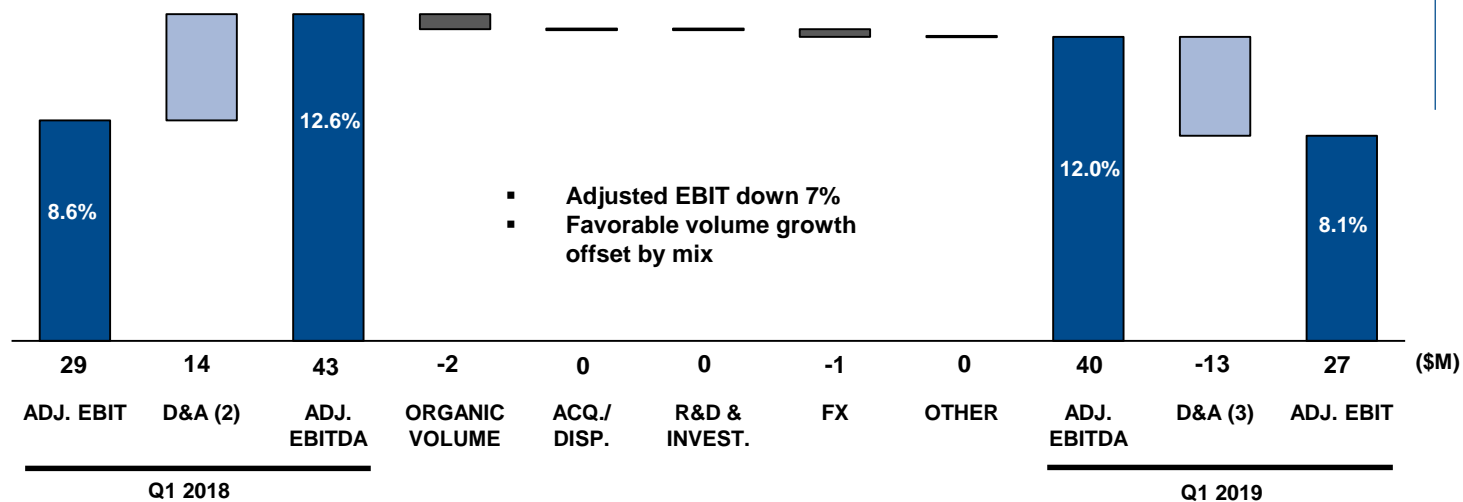 12.6%
8.6%
12.0%
8.1%
▪ Adjusted EBIT down 7%
▪ Favorable volume growth
offset by mix
29 14 43 -2 0 0 -1 0 40 -13 27 ($M)
ADJ. EBIT D&A (2) ADJ. EBITDA ORGANIC VOLUME ACQ./ DISP. R&D & INVEST. FX OTHER ADJ. EBITDA D&A (3) ADJ. EBIT
Q1 2018 Q1 2019